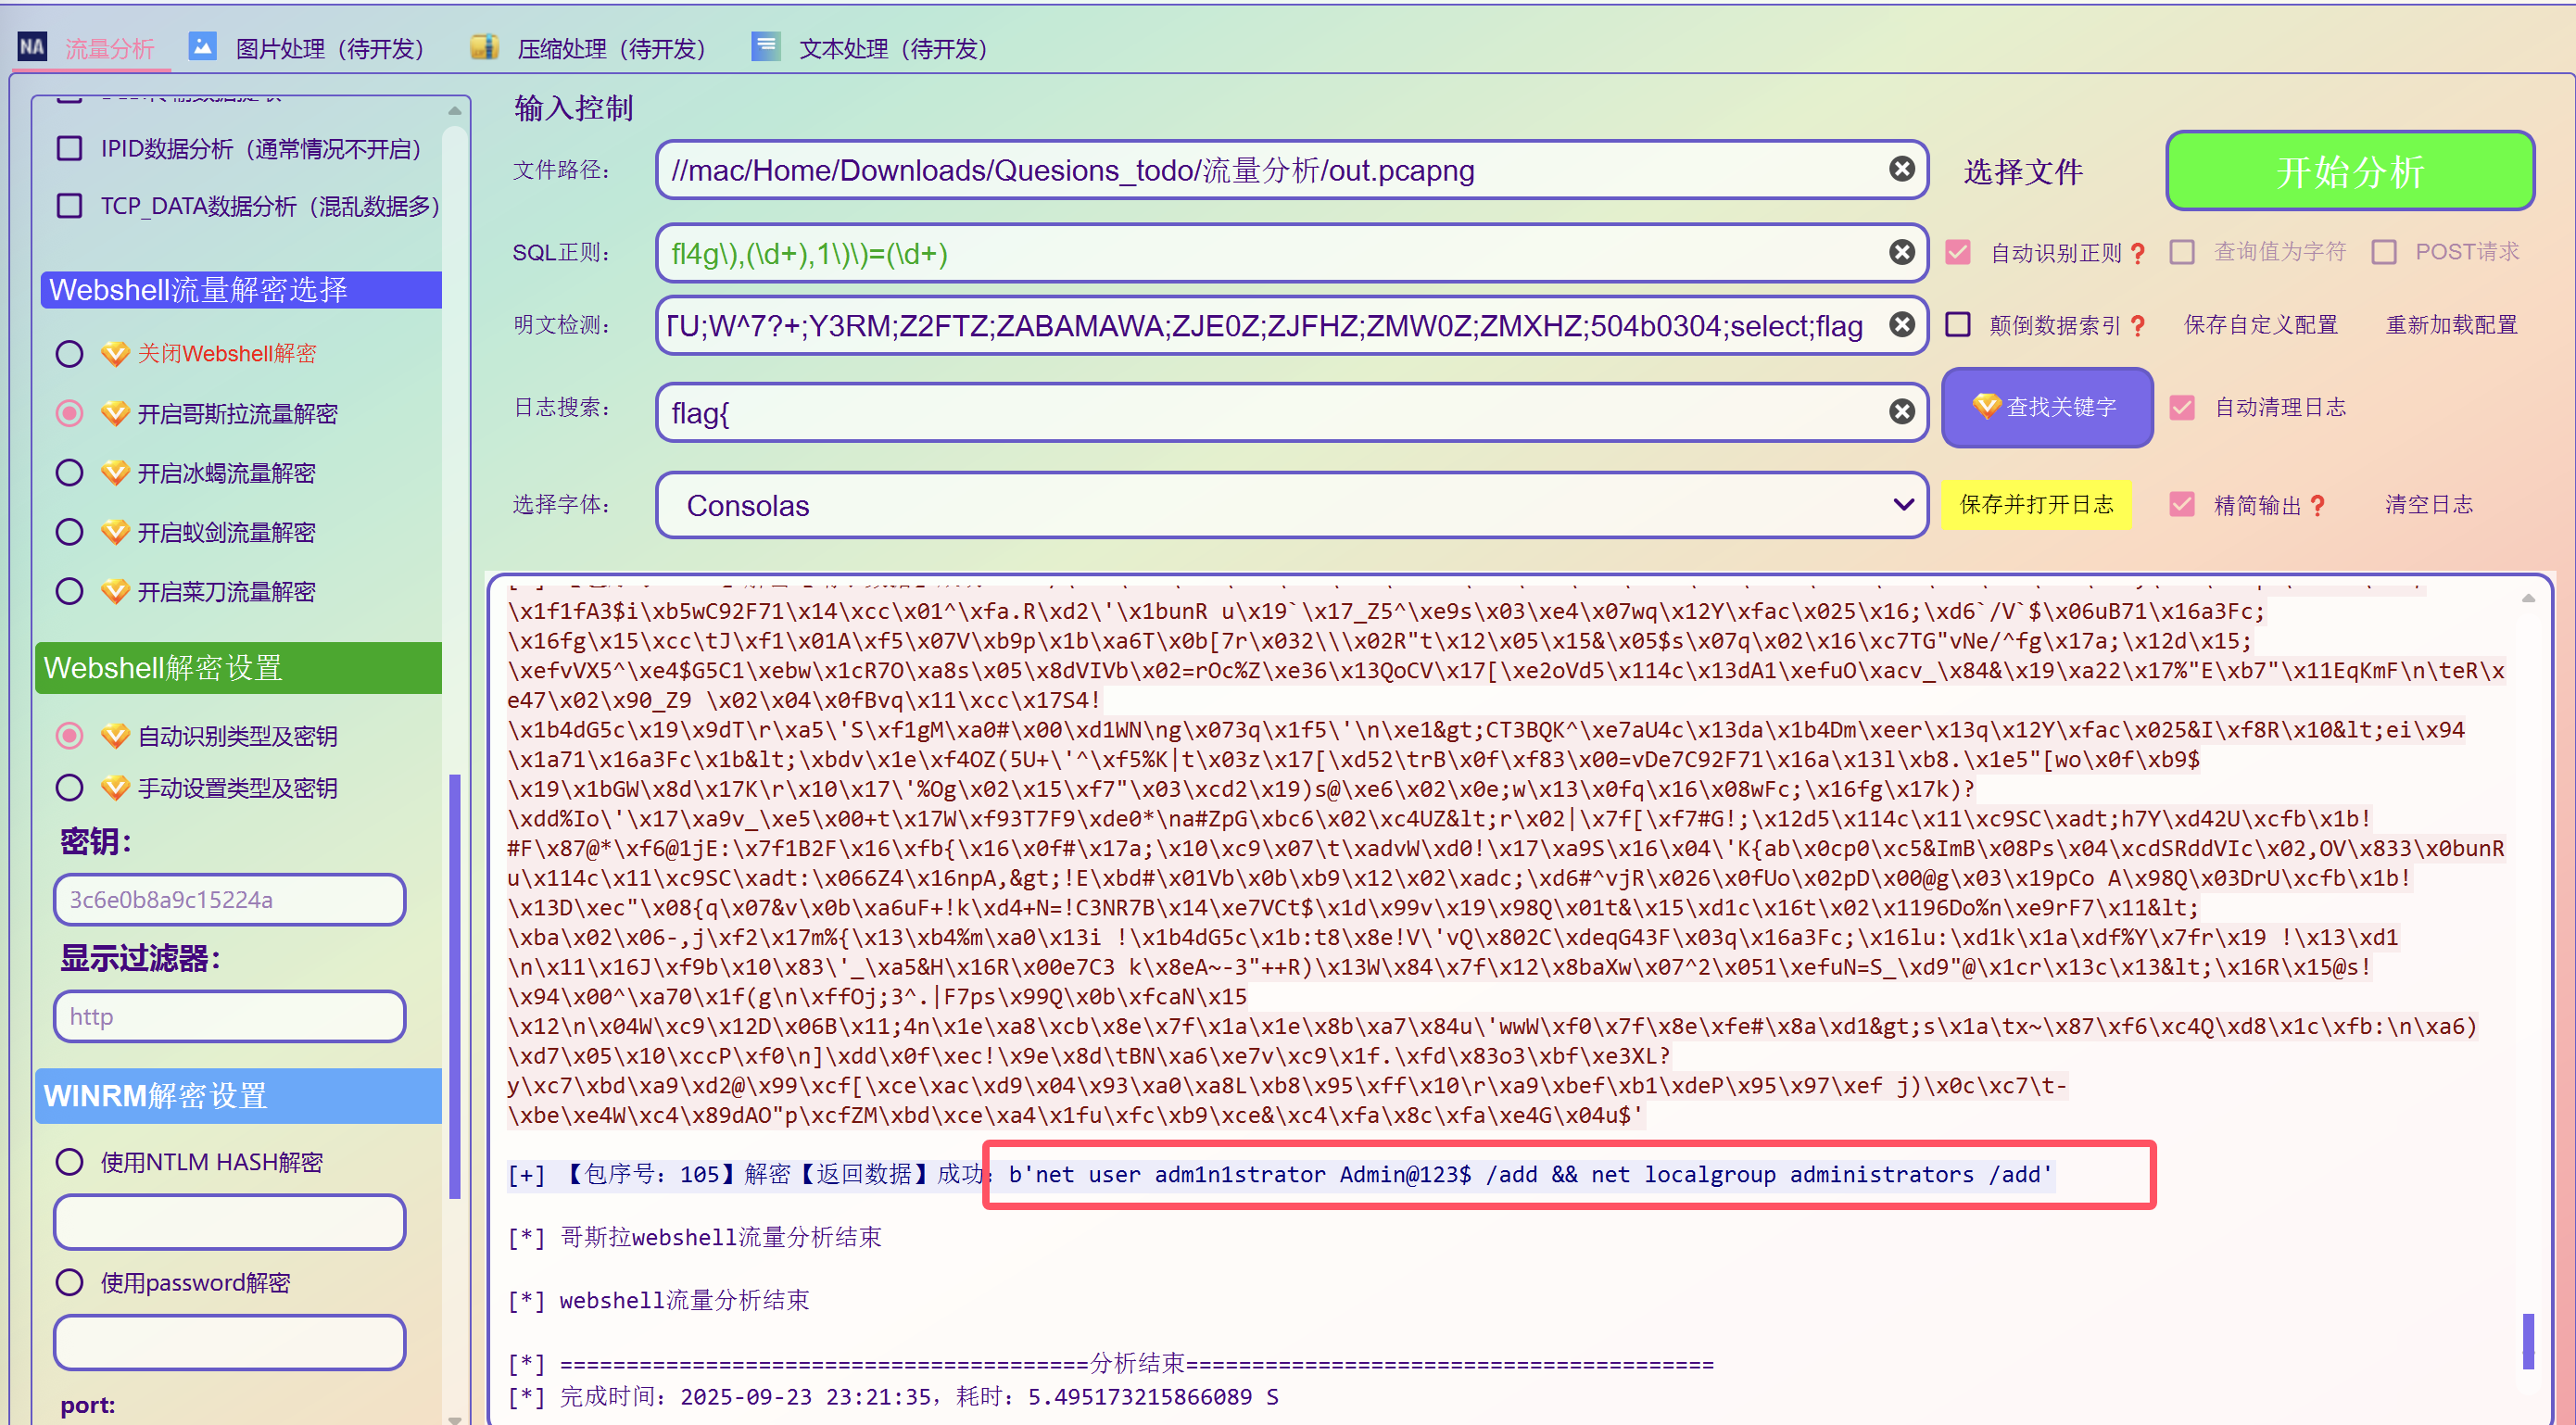 NA 流量分析 图片处理（待开发） 压缩处理（待开发） 文本处理（待开发）
IPID数据分析（通常情况不开启）
TCP_DATA数据分析（混乱数据多）
Webshell流量解密选择
关闭Webshell解密
开启哥斯拉流量解密
开启冰蝎流量解密
开启蚁剑流量解密
开启菜刀流量解密
Webshell解密设置
自动识别类型及密钥
手动设置类型及密钥
密钥：
3c6e0b8a9c15224a
显示过滤器：
http
WINRM解密设置
使用NTLM HASH解密
使用password解密
port:
输入控制
文件路径： //mac/Home/Downloads/Quesions_todo/流量分析/out.pcapng 选择文件 开始分析
SQL正则： fl4g\),(\d+),1\)\)=(\d+) 自动识别正则❓ 查询值为字符 POST请求
明文检测： TU;W^7?+;Y3RM;Z2FTZ;ZABAMAWA;ZJE0Z;ZJFHZ;ZMW0Z;ZMXHZ;504b0304;select;flag 颠倒数据索引❓ 保存自定义配置 重新加载配置
日志搜索： flag{ 查找关键字 自动清理日志
选择字体： Consolas 保存并打开日志 精简输出❓ 清空日志
\x1f1fA3$i\xb5wC92F71\x14\xcc\x01^\xfa.R\xd2\'\x1bunR u\x19`\x17_Z5^\xe9s\x03\xe4\x07wq\x12Y\xfac\x025\x16;\xd6`/V`$\x06uB71\x16a3Fc;
\x16fg\x15\xcc\tJ\xf1\x01A\xf5\x07V\xb9p\x1b\xa6T\x0b[7r\x032\\\x02R"t\x12\x05\x15&\x05$s\x07q\x02\x16\xc7TG"vNe/^fg\x17a;\x12d\x15;
\xefvVX5^\xe4$G5C1\xebw\x1cR7O\xa8s\x05\x8dVIVb\x02=rOc%Z\xe36\x13QoCV\x17[\xe2oVd5\x114c\x13dA1\xefuO\xacv_\x84&\x19\xa22\x17%"E\xb7"\x11EqKmF\n\teR\x
e47\x02\x90_Z9 \x02\x04\x0fBvq\x11\xcc\x17S4!
\x1b4dG5c\x19\x9dT\r\xa5\'S\xf1gM\xa0#\x00\xd1WN\ng\x073q\x1f5\'\n\xe1&gt;CT3BQK^\xe7aU4c\x13da\x1b4Dm\xeer\x13q\x12Y\xfac\x025&I\xf8R\x10&lt;ei\x94
\x1a71\x16a3Fc\x1b&lt;\xbdv\x1e\xf4OZ(5U+\'^\xf5%K|t\x03z\x17[\xd52\trB\x0f\xf83\x00=vDe7C92F71\x16a\x13l\xb8.\x1e5"[wo\x0f\xb9$
\x19\x1bGW\x8d\x17K\r\x10\x17\'%Og\x02\x15\xf7"\x03\xcd2\x19)s@\xe6\x02\x0e;w\x13\x0fq\x16\x08wFc;\x16fg\x17k)?
\xdd%Io\'\x17\xa9v_\xe5\x00+t\x17W\xf93T7F9\xde0*\na#ZpG\xbc6\x02\xc4UZ&lt;r\x02|\x7f[\xf7#G!;\x12d5\x114c\x11\xc9SC\xadt;h7Y\xd42U\xcfb\x1b!
#F\x87@*\xf6@1jE:\x7f1B2F\x16\xfb{\x16\x0f#\x17a;\x10\xc9\x07\t\xadvW\xd0!\x17\xa9S\x16\x04\'K{ab\x0cp0\xc5&ImB\x08Ps\x04\xcdSRddVIc\x02,OV\x833\x0bunR
u\x114c\x11\xc9SC\xadt:\x066Z4\x16npA,&gt;!E\xbd#\x01Vb\x0b\xb9\x12\x02\xadc;\xd6#^vjR\x026\x0fUo\x02pD\x00@g\x03\x19pCo A\x98Q\x03DrU\xcfb\x1b!
\x13D\xec"\x08{q\x07&v\x0b\xa6uF+!k\xd4+N=!C3NR7B\x14\xe7VCt$\x1d\x99v\x19\x98Q\x01t&\x15\xd1c\x16t\x02\x1196Do%n\xe9rF7\x11&lt;
\xba\x02\x06-,j\xf2\x17m%{\x13\xb4%m\xa0\x13i !\x1b4dG5c\x1b:t8\x8e!V\'vQ\x802C\xdeqG43F\x03q\x16a3Fc;\x16lu:\xd1k\x1a\xdf%Y\x7fr\x19 !\x13\xd1
\n\x11\x16J\xf9b\x10\x83\'_\xa5&H\x16R\x00e7C3 k\x8eA~-3"++R)\x13W\x84\x7f\x12\x8baXw\x07^2\x051\xefuN=S_\xd9"@\x1cr\x13c\x13&lt;\x16R\x15@s!
\x94\x00^\xa70\x1f(g\n\xffOj;3^.|F7ps\x99Q\x0b\xfcaN\x15
\x12\n\x04W\xc9\x12D\x06B\x11;4n\x1e\xa8\xcb\x8e\x7f\x1a\x1e\x8b\xa7\x84u\'wwW\xf0\x7f\x8e\xfe#\x8a\xd1&gt;s\x1a\tx~\x87\xf6\xc4Q\xd8\x1c\xfb:\n\xa6)
\xd7\x05\x10\xccP\xf0\n]\xdd\x0f\xec!\x9e\x8d\tBN\xa6\xe7v\xc9\x1f.\xfd\x83o3\xbf\xe3XL?
y\xc7\xbd\xa9\xd2@\x99\xcf[\xce\xac\xd9\x04\x93\xa0\xa8L\xb8\x95\xff\x10\r\xa9\xbef\xb1\xdeP\x95\x97\xef j)\x0c\xc7\t-
\xbe\xe4W\xc4\x89dAO"p\xcfZM\xbd\xce\xa4\x1fu\xfc\xb9\xce&\xc4\xfa\x8c\xfa\xe4G\x04u$'
[+] 【包序号：105】解密【返回数据】成功：b'net user adm1n1strator Admin@123$ /add && net localgroup administrators /add'
[*] 哥斯拉webshell流量分析结束
[*] webshell流量分析结束
[*] ========================================分析结束========================================
[*] 完成时间：2025-09-23 23:21:35，耗时：5.495173215866089 S